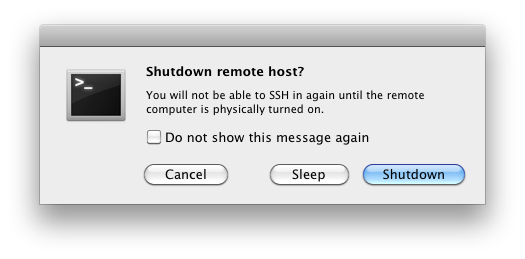 >_
Shutdown remote host?
You will not be able to SSH in again until the remote
computer is physically turned on.
Do not show this message again
Cancel Sleep Shutdown